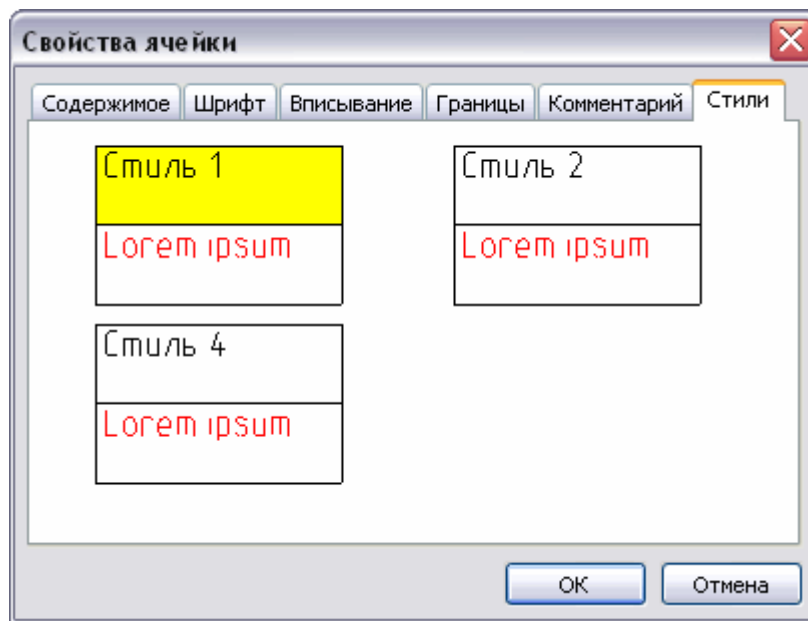 Свойства ячейки
Содержимое Шрифт Вписывание Границы Комментарий Стили
Стиль 1 Стиль 2
Lorem ipsum Lorem ipsum
Стиль 4
Lorem ipsum
ОК Отмена